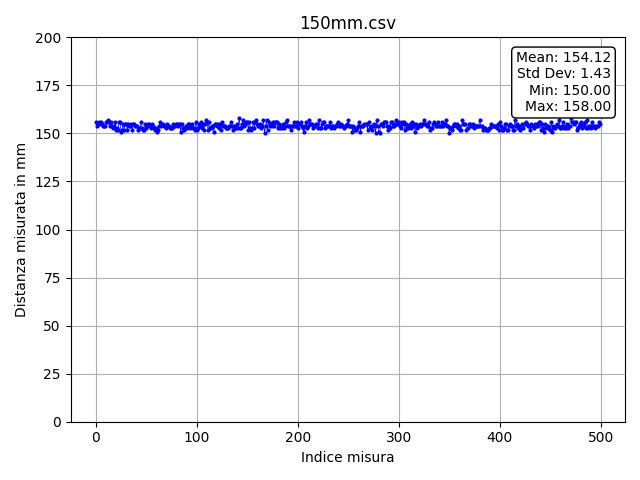 150mm.csv
Mean: 154.12
Std Dev: 1.43
Min: 150.00
Max: 158.00
200
175
150
125
100
75
50
25
0
Distanza misurata in mm
0 100 200 300 400 500
Indice misura